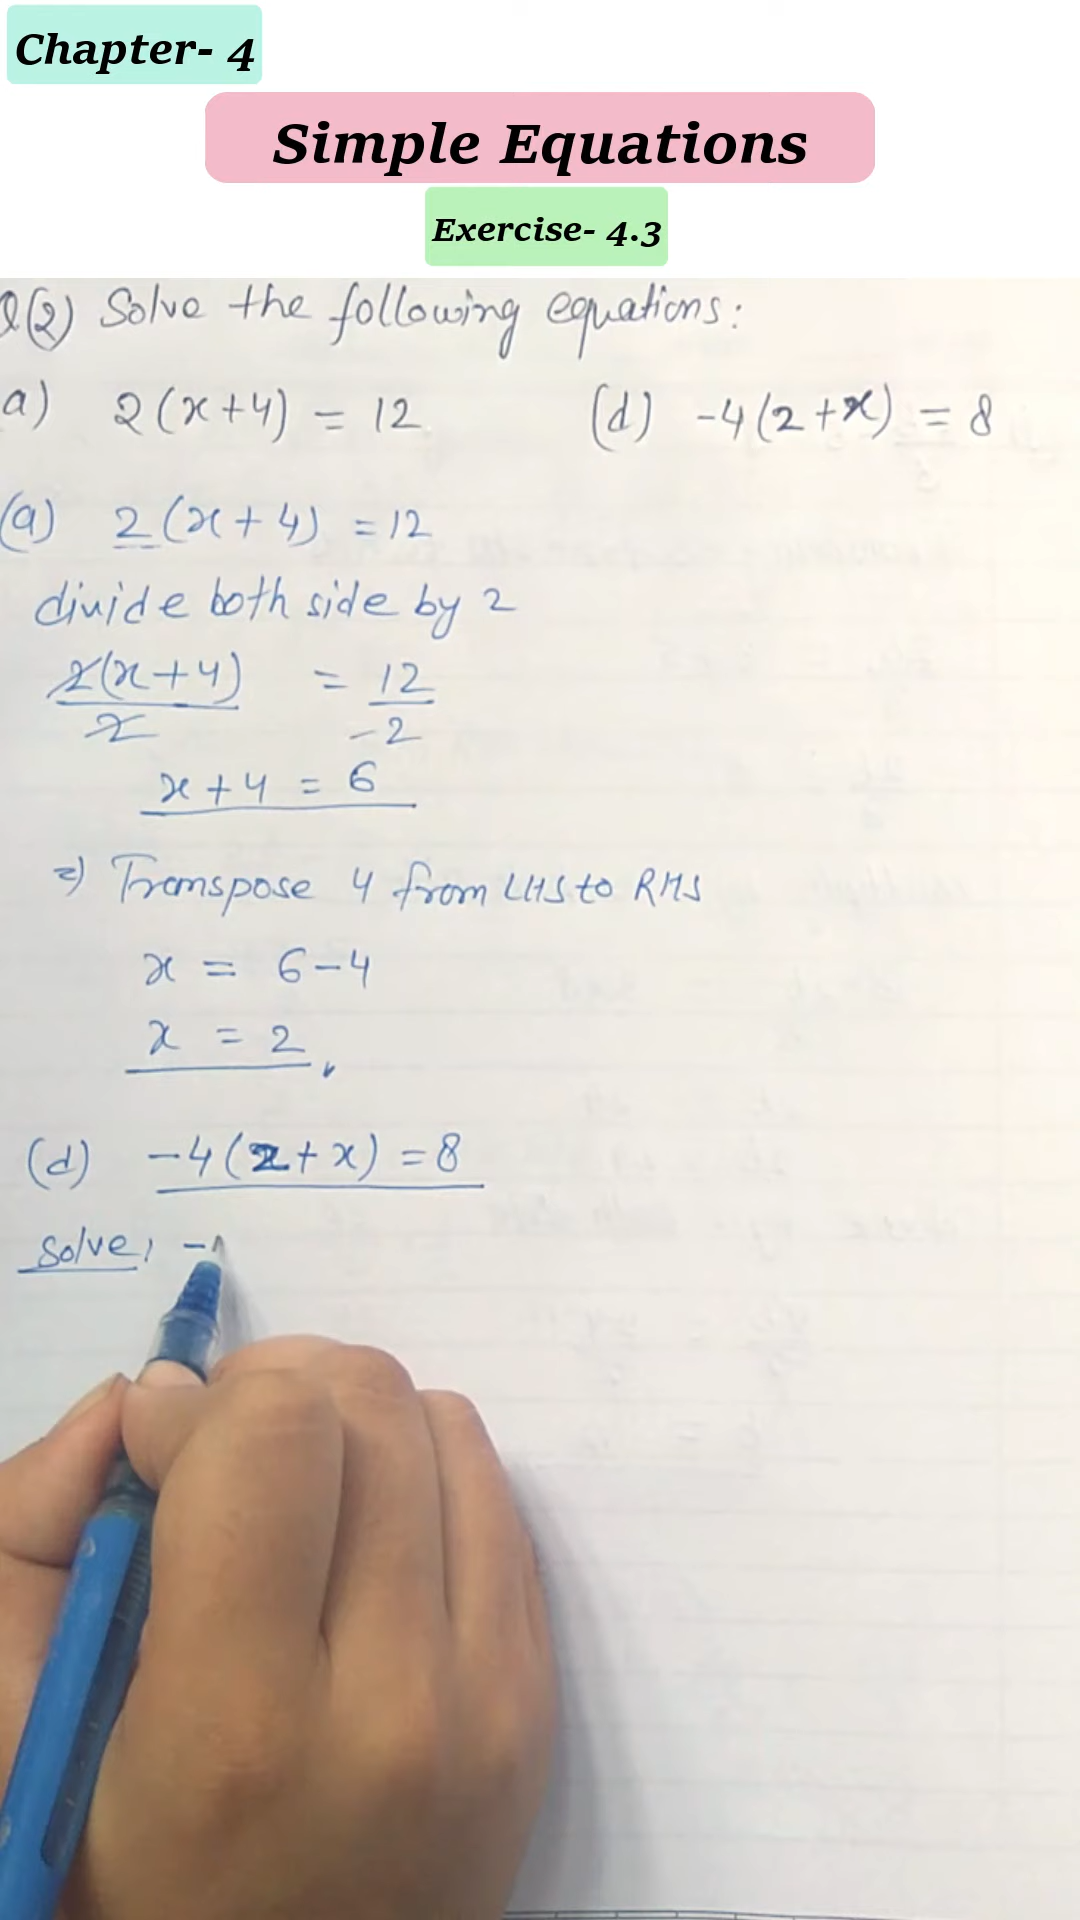 Chapter- 4
Simple Equations
Exercise- 4.3
Q(2) Solve the following equations:
a) 2(x+4) = 12 (d) -4(2+x) = 8
(a) 2(x+4) = 12
divide both side by 2
2(x+4)/2 = 12/-2
x+4 = 6
=) Transpose 4 from LHS to RHS
x = 6-4
x = 2
(d) -4(2+x) = 8
Solve, -